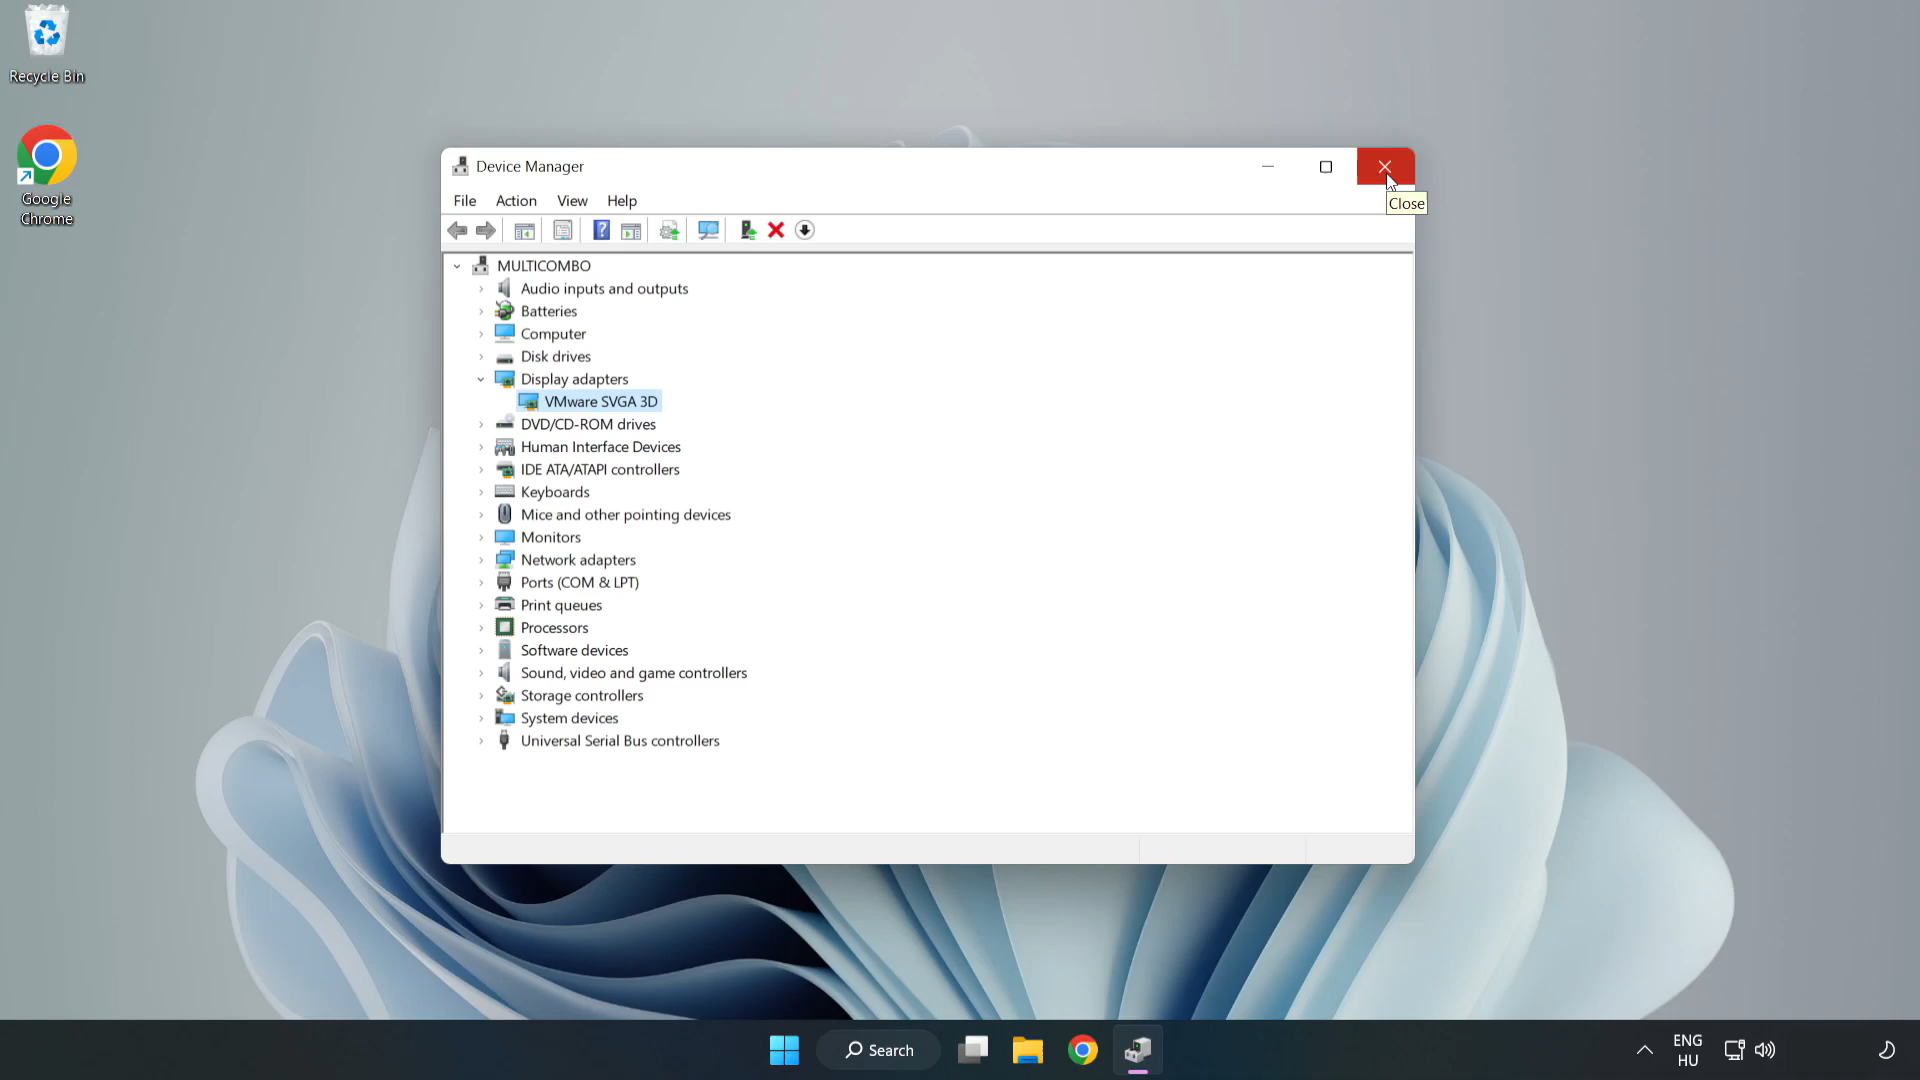 Recycle Bin
Google
Chrome
Device Manager
Close
File Action View Help
MULTICOMBO
Audio inputs and outputs
Batteries
Computer
Disk drives
Display adapters
VMware SVGA 3D
DVD/CD-ROM drives
Human Interface Devices
IDE ATA/ATAPI controllers
Keyboards
Mice and other pointing devices
Monitors
Network adapters
Ports (COM & LPT)
Print queues
Processors
Software devices
Sound, video and game controllers
Storage controllers
System devices
Universal Serial Bus controllers
Search
ENG
HU